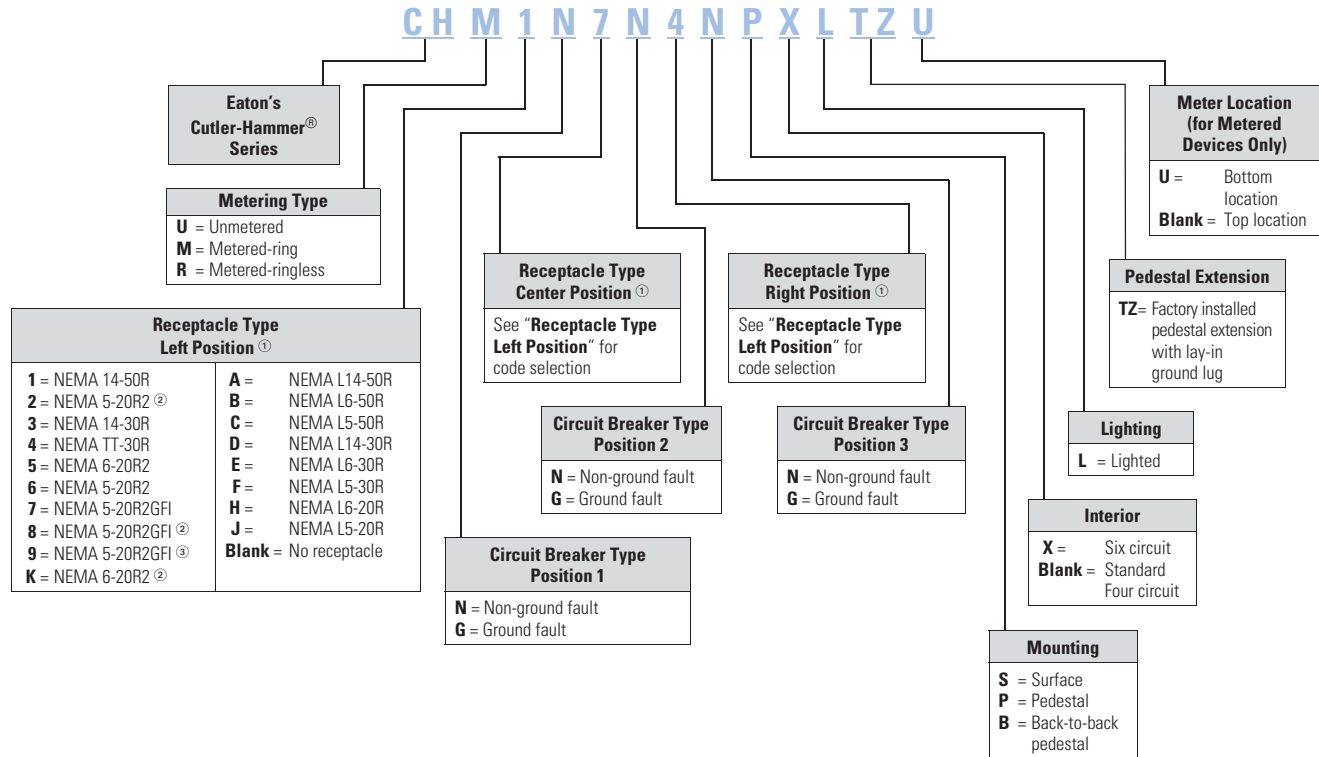 CH M 1 N 7 N 4 N P X L TZ U
Eaton's
Cutler-Hammer®
Series
Metering Type
U = Unmetered
M = Metered-ring
R = Metered-ringless
Receptacle Type
Left Position ①
1 = NEMA 14-50R
2 = NEMA 5-20R2 ②
3 = NEMA 14-30R
4 = NEMA TT-30R
5 = NEMA 6-20R2
6 = NEMA 5-20R2
7 = NEMA 5-20R2GFI
8 = NEMA 5-20R2GFI ②
9 = NEMA 5-20R2GFI ③
K = NEMA 6-20R2 ②
A = NEMA L14-50R
B = NEMA L6-50R
C = NEMA L5-50R
D = NEMA L14-30R
E = NEMA L6-30R
F = NEMA L5-30R
H = NEMA L6-20R
J = NEMA L5-20R
Blank = No receptacle
Circuit Breaker Type
Position 1
N = Non-ground fault
G = Ground fault
Receptacle Type
Center Position ①
See "Receptacle Type
Left Position" for
code selection
Circuit Breaker Type
Position 2
N = Non-ground fault
G = Ground fault
Receptacle Type
Right Position ①
See "Receptacle Type
Left Position" for
code selection
Circuit Breaker Type
Position 3
N = Non-ground fault
G = Ground fault
Mounting
S = Surface
P = Pedestal
B = Back-to-back
pedestal
Interior
X = Six circuit
Blank = Standard
Four circuit
Lighting
L = Lighted
Pedestal Extension
TZ= Factory installed
pedestal extension
with lay-in
ground lug
Meter Location
(for Metered
Devices Only)
U = Bottom
location
Blank = Top location